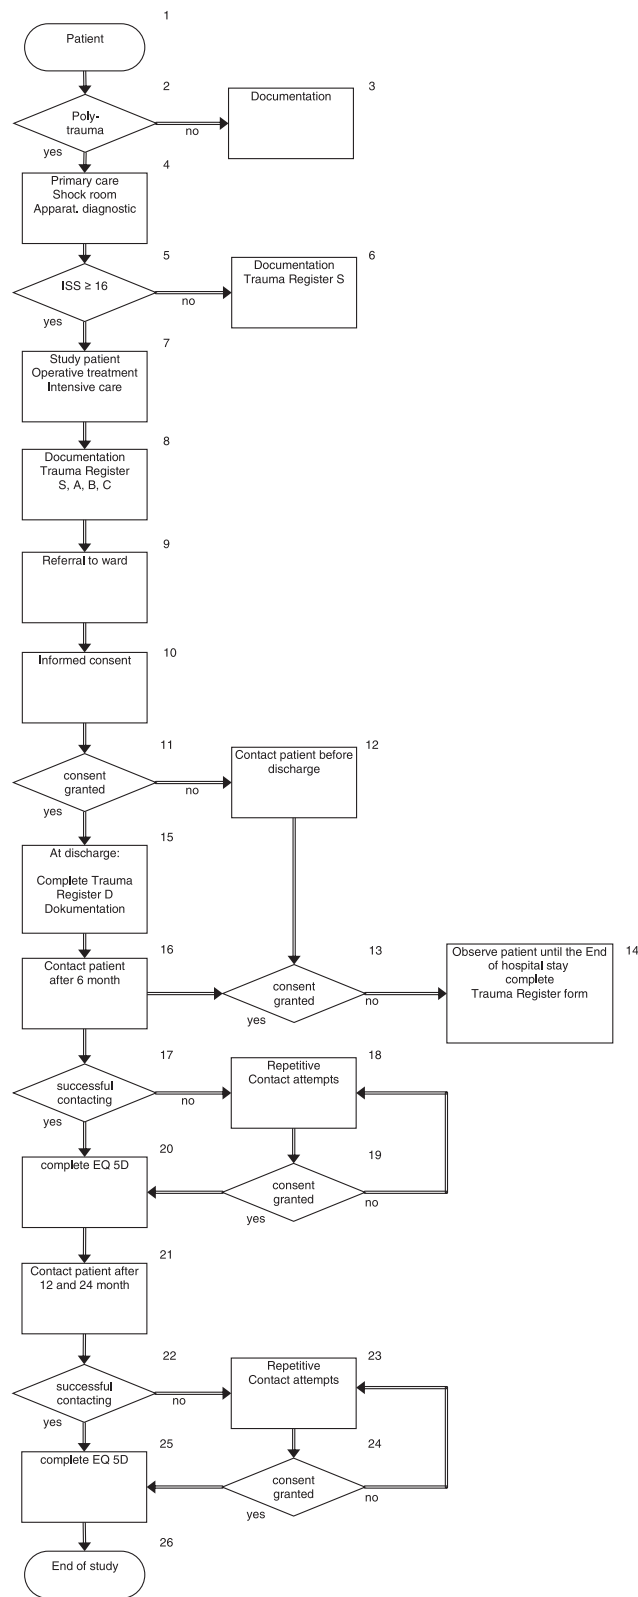 1
Patient
2
Poly-
trauma
yes
no
3
Documentation
4
Primary care
Shock room
Apparat. diagnostic
5
ISS ≥ 16
yes
no
6
Documentation
Trauma Register S
7
Study patient
Operative treatment
Intensive care
8
Documentation
Trauma Register
S, A, B, C
9
Referral to ward
10
Informed consent
11
consent
granted
yes
no
12
Contact patient before
discharge
15
At discharge:
Complete Trauma
Register D
Dokumentation
16
Contact patient
after 6 month
13
consent
granted
yes
no
14
Observe patient until the End
of hospital stay
complete
Trauma Register form
17
successful
contacting
yes
no
18
Repetitive
Contact attempts
19
consent
granted
yes
no
20
complete EQ 5D
21
Contact patient after
12 and 24 month
22
successful
contacting
yes
no
23
Repetitive
Contact attempts
24
consent
granted
yes
no
25
complete EQ 5D
26
End of study